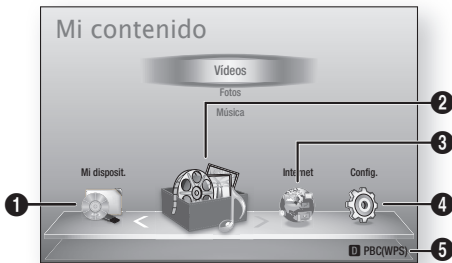 Mi contenido
Vídeos
Fotos
Música
2
3
Mi disposit.
Internet
Config.
1
4
D PBC(WPS)
5